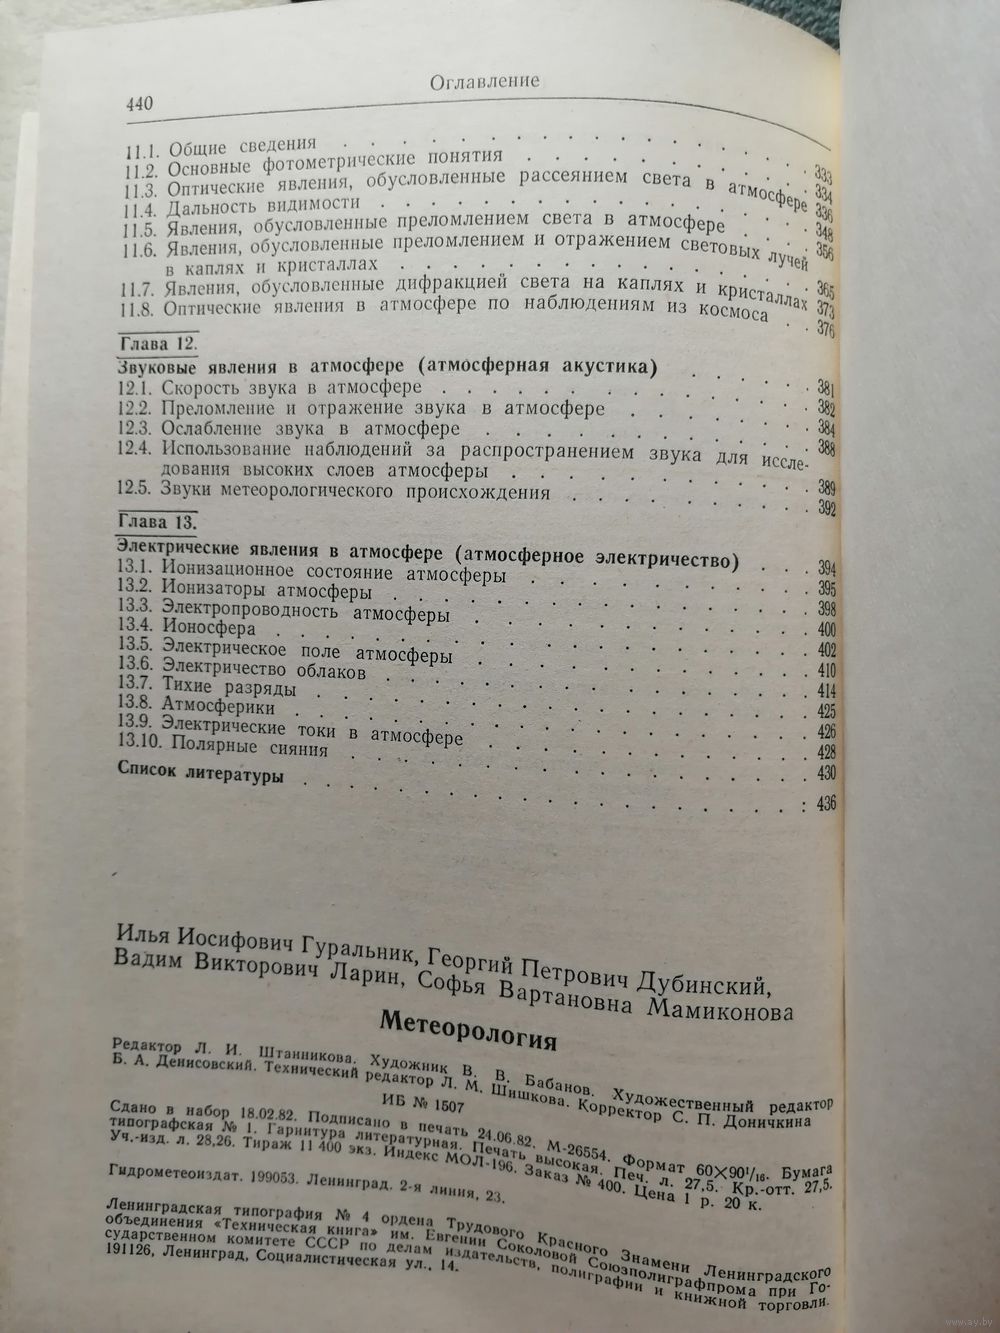 440
Оглавление
11.1. Общие сведения . . . 333
11.2. Основные фотометрические понятия . . . 334
11.3. Оптические явления, обусловленные рассеянием света в атмосфере 336
11.4. Дальность видимости . . . 348
11.5. Явления, обусловленные преломлением света в атмосфере . . . 356
11.6. Явления, обусловленные преломлением и отражением световых лучей
в каплях и кристаллах . . . 365
11.7. Явления, обусловленные дифракцией света на каплях и кристаллах 373
11.8. Оптические явления в атмосфере по наблюдениям из космоса . . 376
Глава 12.
Звуковые явления в атмосфере (атмосферная акустика) . . . 381
12.1. Скорость звука в атмосфере . . . 382
12.2. Преломление и отражение звука в атмосфере . . . 384
12.3. Ослабление звука в атмосфере . . . 388
12.4. Использование наблюдений за распространением звука для иссле-
дования высоких слоев атмосферы . . . 389
12.5. Звуки метеорологического происхождения . . . 392
Глава 13.
Электрические явления в атмосфере (атмосферное электричество) . . . 394
13.1. Ионизационное состояние атмосферы . . . 395
13.2. Ионизаторы атмосферы . . . 398
13.3. Электропроводность атмосферы . . . 400
13.4. Ионосфера . . . 402
13.5. Электрическое поле атмосферы . . . 410
13.6. Электричество облаков . . . 414
13.7. Тихие разряды . . . 425
13.8. Атмосферики . . . 426
13.9. Электрические токи в атмосфере . . . 428
13.10. Полярные сияния . . . 430
Список литературы . . . 436
Илья Иосифович Гуральник, Георгий Петрович Дубинский,
Вадим Викторович Ларин, Софья Вартановна Мамиконова
Метеорология
Редактор Л. И. Штанникова. Художник В. В. Бабанов. Художественный редактор
Б. А. Денисовский. Технический редактор Л. М. Шишкова. Корректор С. П. Доничкина
ИБ № 1507
Сдано в набор 18.02.82. Подписано в печать 24.06.82. М-26554. Формат 60×90¹/₁₆. Бумага
типографская № 1. Гарнитура литературная. Печать высокая. Печ. л. 27,5. Кр.-отт. 27,5.
Уч.-изд. л. 28,26. Тираж 11 400 экз. Индекс МОЛ-196. Заказ № 400. Цена 1 р. 20 к.
Гидрометеоиздат. 199053. Ленинград. 2-я линия, 23.
Ленинградская типография № 4 ордена Трудового Красного Знамени Ленинградского
объединения «Техническая книга» им. Евгении Соколовой Союзполиграфпрома при Го-
сударственном комитете СССР по делам издательств, полиграфии и книжной торговли.
191126, Ленинград, Социалистическая ул., 14.
www.ay.by